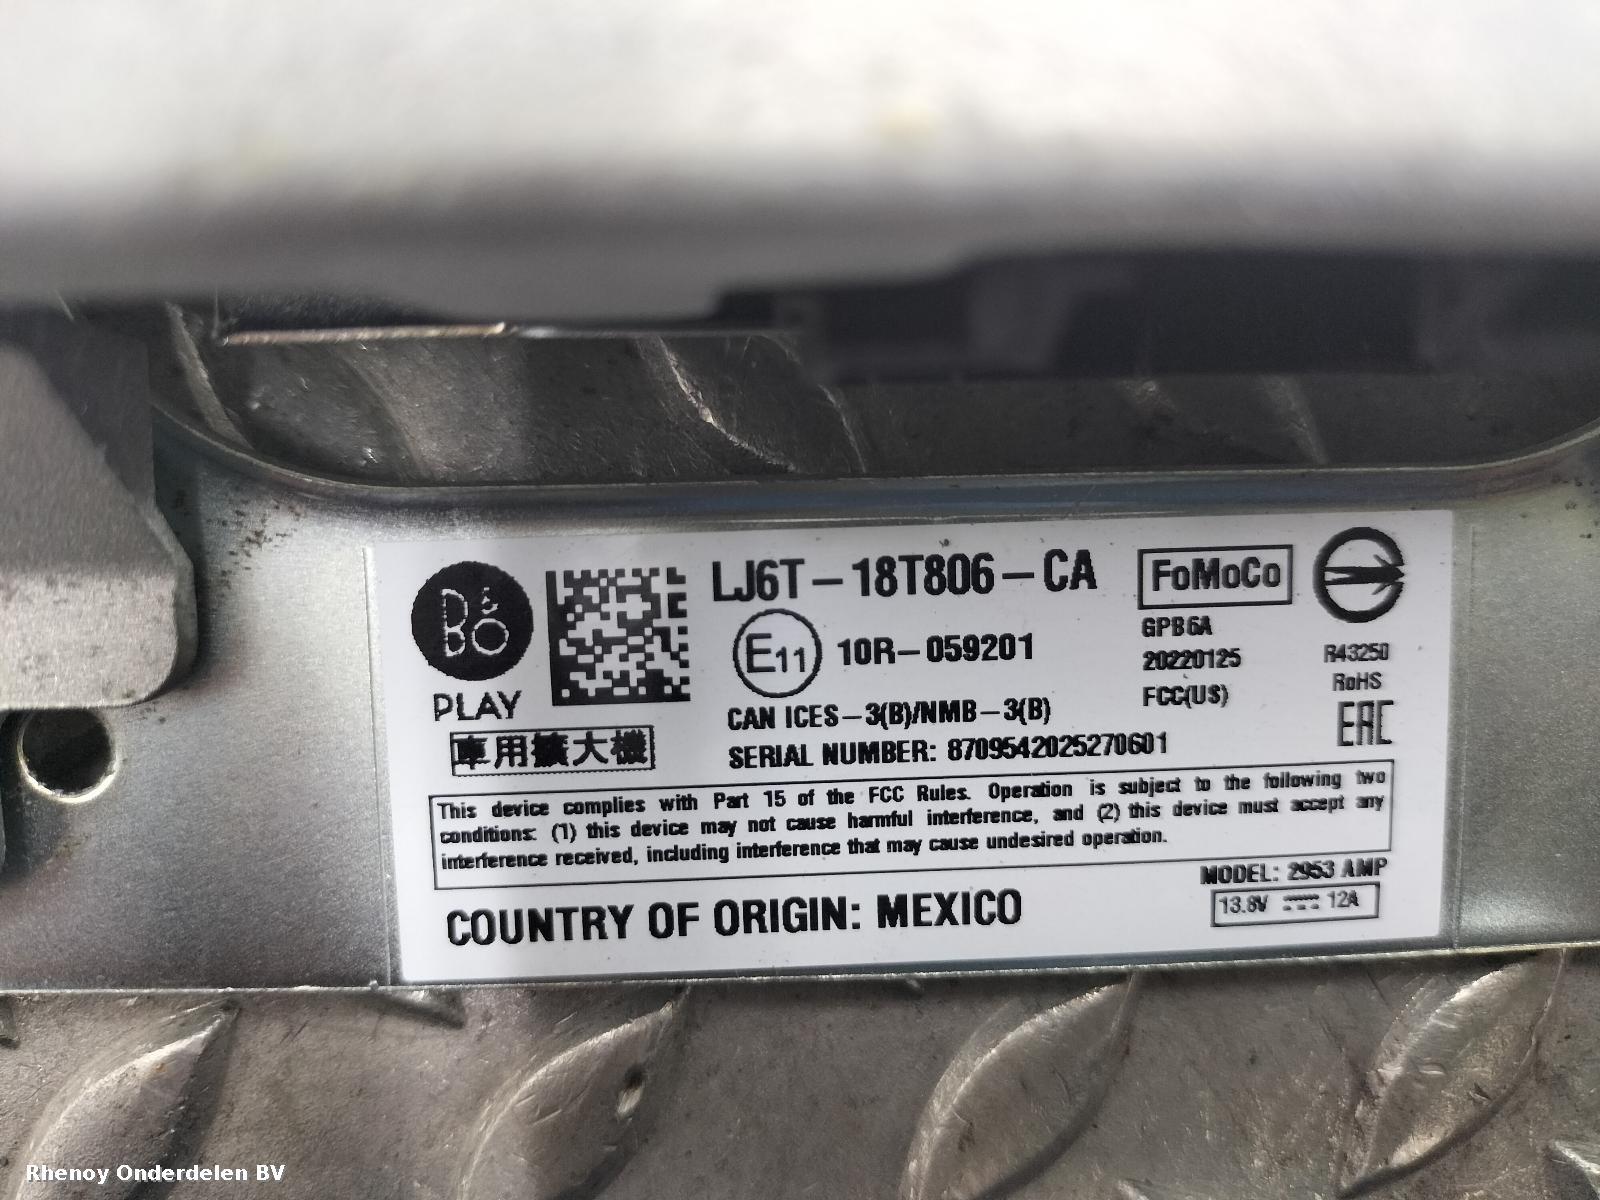 B&O
PLAY
車用擴大機
LJ6T-18T806-CA
E11 10R-059201
CAN ICES-3(B)/NMB-3(B)
SERIAL NUMBER: 8709542025270601
FoMoCo
GPB6A
20220125
FCC(US)
R43250
RoHS
EAC
This device complies with Part 15 of the FCC Rules. Operation is subject to the following two
conditions: (1) this device may not cause harmful interference, and (2) this device must accept any
interference received, including interference that may cause undesired operation.
COUNTRY OF ORIGIN: MEXICO
MODEL: 2953 AMP
13.8V 12A
Rhenoy Onderdelen BV